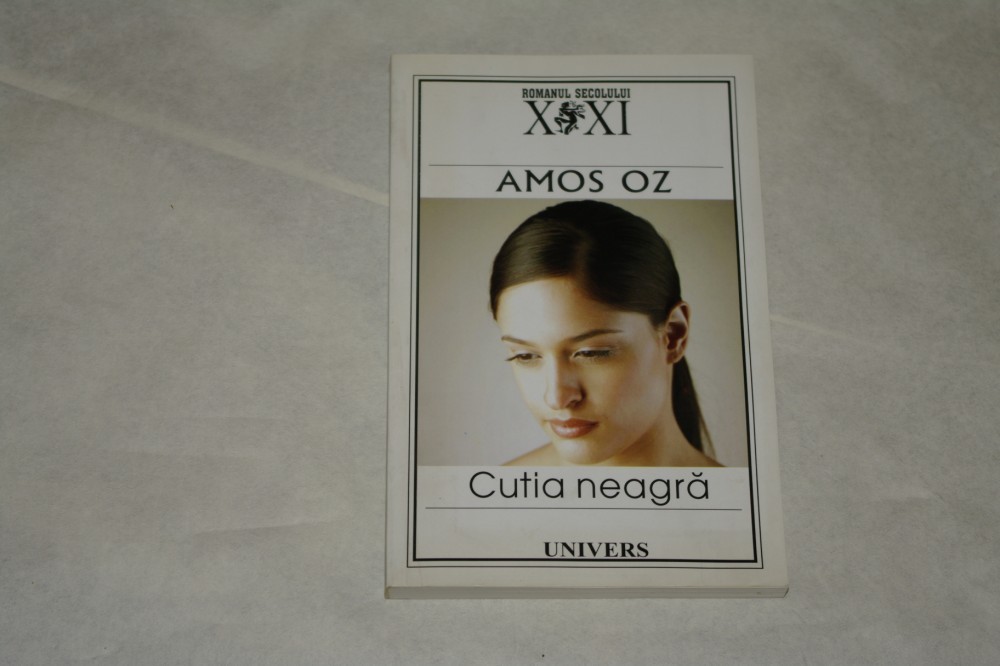 ROMANUL SECOLULUI
XXI
AMOS OZ
Cutia neagră
UNIVERS